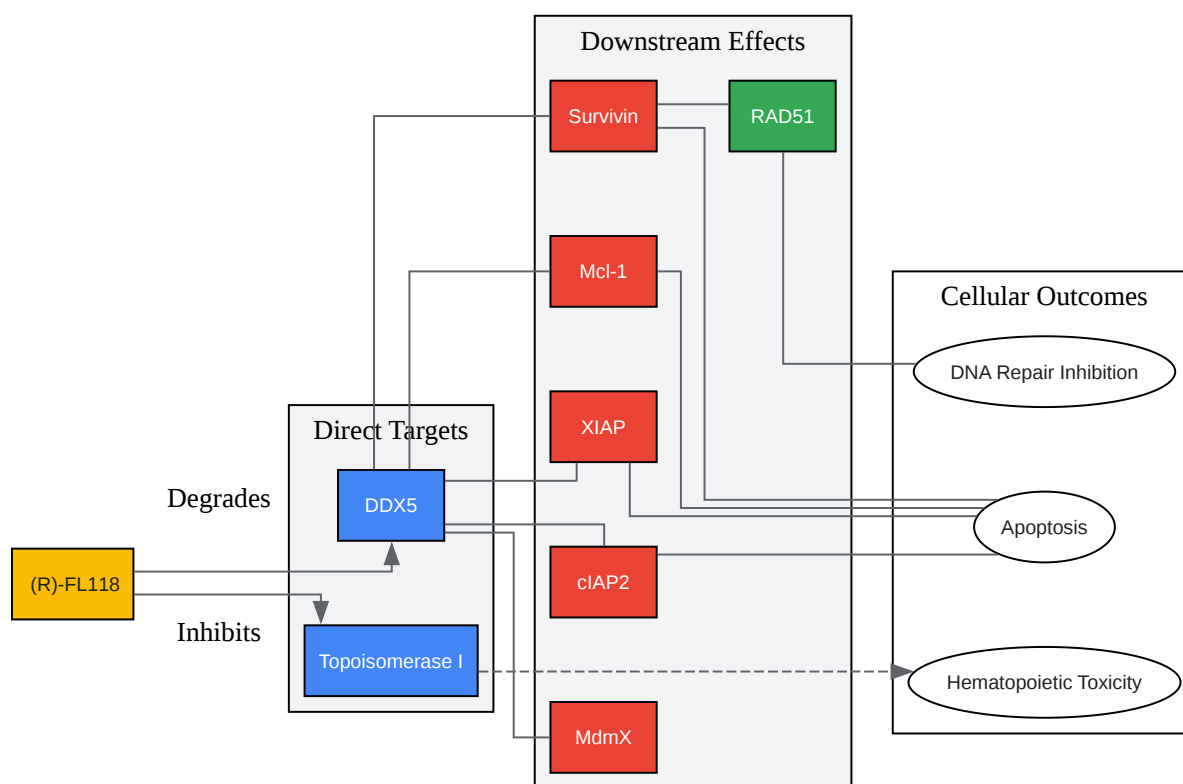 Downstream Effects
Survivin
RAD51
Mcl-1
Cellular Outcomes
DNA Repair Inhibition
XIAP
Direct Targets
Degrades
DDX5
Apoptosis
(R)-FL118
cIAP2
Inhibits
Topoisomerase I
Hematopoietic Toxicity
MdmX